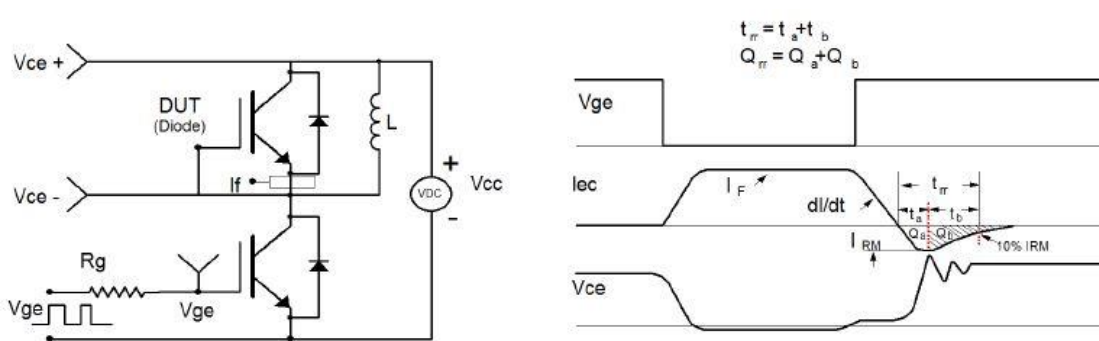 Vce +
DUT
(Diode)
L
+
Vce -
If
VDC
Vcc
-
Rg
Vge
Vge
t rr = t a + t b
Q rr = Q a + Q b
Vge
Iec
I F
dI/dt
t rr
t a
t b
Q a
Q b
I RM
10% IRM
Vce